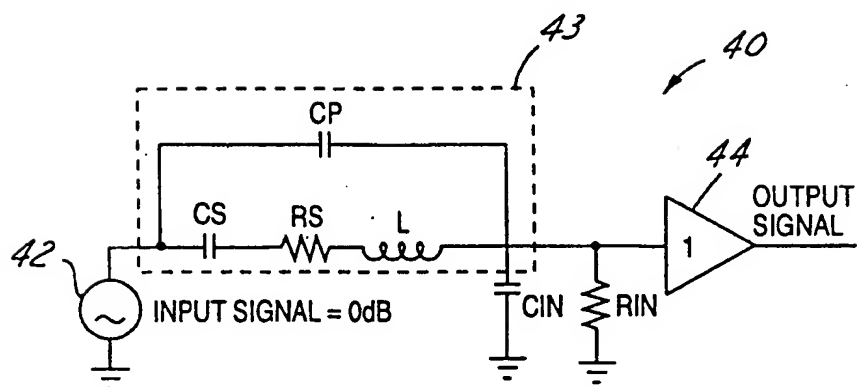 43
40
CP
44
CS
RS
L
OUTPUT
SIGNAL
1
42
INPUT SIGNAL = 0dB
CIN
RIN